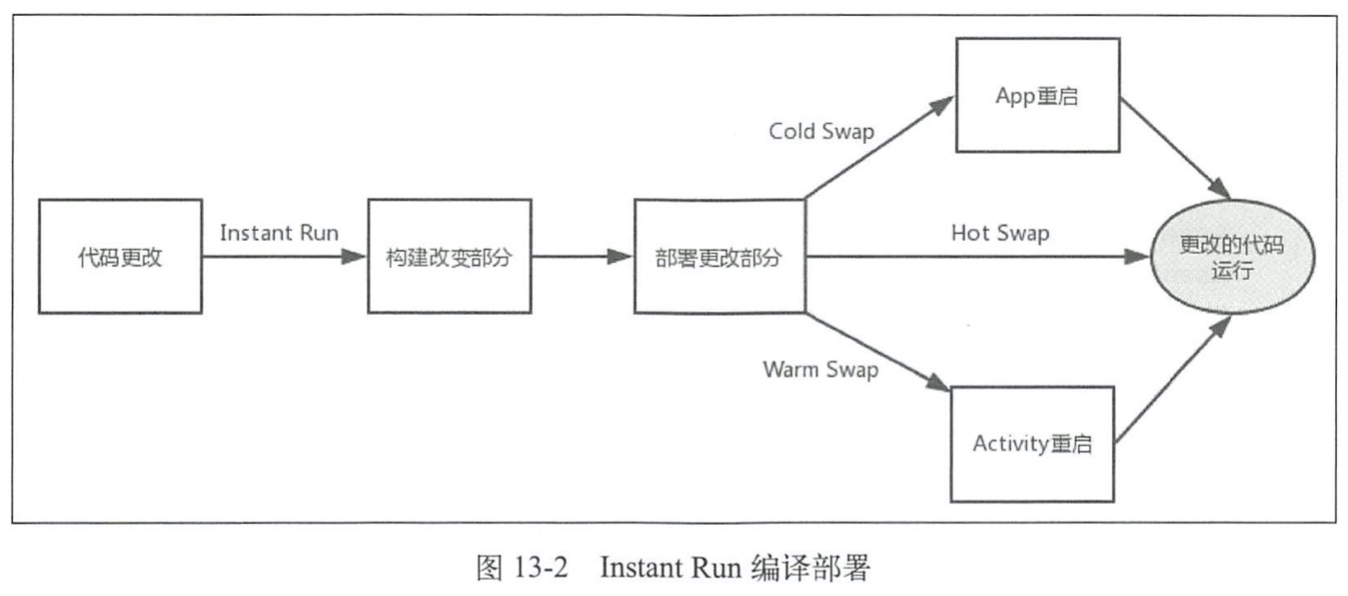 App重启
Cold Swap
代码更改
Instant Run
构建改变部分
部署更改部分
Hot Swap
更改的代码
运行
Warm Swap
Activity重启
图 13-2 Instant Run 编译部署